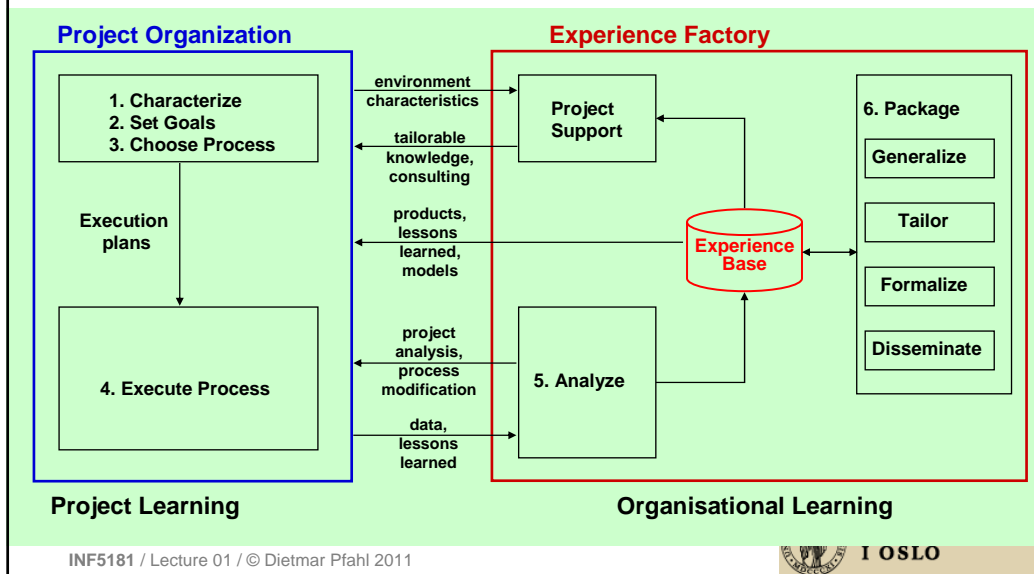 Project Organization
Experience Factory
1. Characterize
2. Set Goals
3. Choose Process
Execution
plans
4. Execute Process
environment
characteristics
tailorable
knowledge,
consulting
products,
lessons
learned,
models
project
analysis,
process
modification
data,
lessons
learned
Project
Support
Experience
Base
5. Analyze
6. Package
Generalize
Tailor
Formalize
Disseminate
Project Learning
Organisational Learning
INF5181 / Lecture 01 / © Dietmar Pfahl 2011
I OSLO